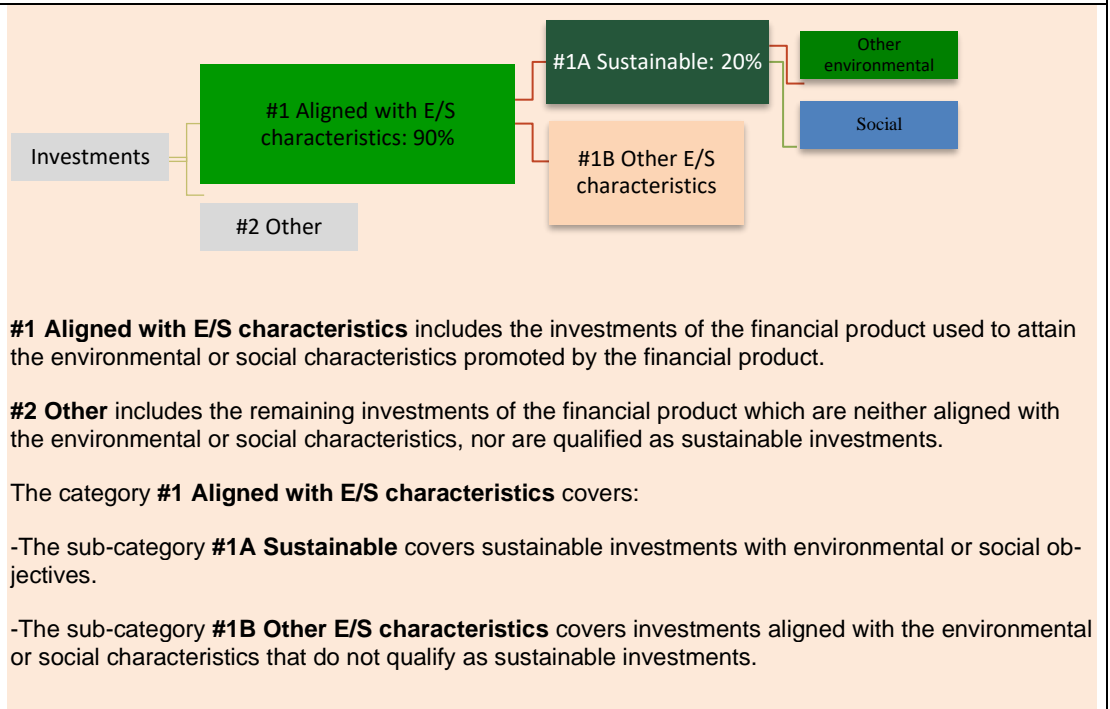 Investments
#1 Aligned with E/S
characteristics: 90%
#2 Other
#1A Sustainable: 20%
#1B Other E/S
characteristics
Other
environmental
Social
#1 Aligned with E/S characteristics includes the investments of the financial product used to attain
the environmental or social characteristics promoted by the financial product.
#2 Other includes the remaining investments of the financial product which are neither aligned with
the environmental or social characteristics, nor are qualified as sustainable investments.
The category #1 Aligned with E/S characteristics covers:
-The sub-category #1A Sustainable covers sustainable investments with environmental or social ob-
jectives.
-The sub-category #1B Other E/S characteristics covers investments aligned with the environmental
or social characteristics that do not qualify as sustainable investments.